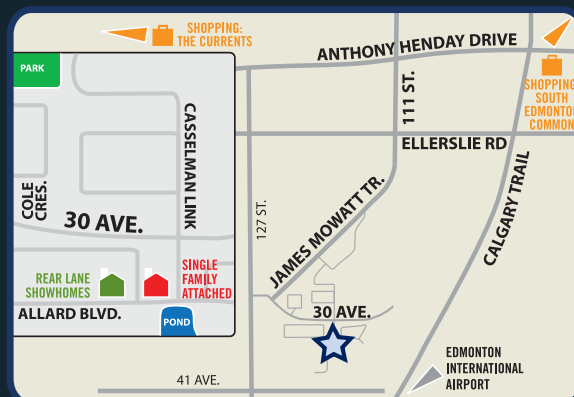 SHOPPING:
THE CURRENTS
ANTHONY HENDAY DRIVE
PARK
SHOPPING:
SOUTH
EDMONTON
COMMON
111 ST.
CASSELMAN LINK
ELLERSLIE RD
COLE
CRES.
30 AVE.
127 ST.
JAMES MOWATT TR.
CALGARY TRAIL
REAR LANE
SHOWHOMES
SINGLE
FAMILY
ATTACHED
ALLARD BLVD.
POND
30 AVE.
41 AVE.
EDMONTON
INTERNATIONAL
AIRPORT